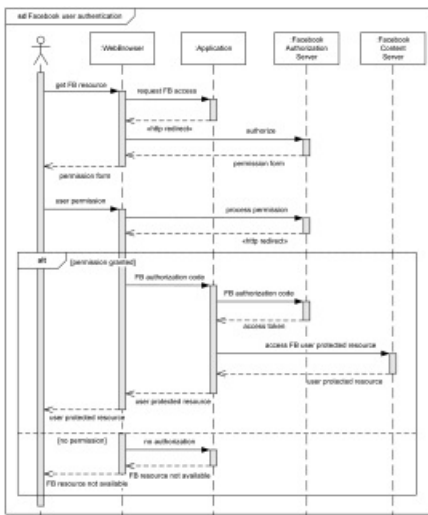 sd Facebook user authentication
:WebBrowser
:Application
:Facebook
Authorization
Server
:Facebook
Content
Server
get FB resource
request FB access
<http redirect>
authorize
permission form
permission form
user permission
process permission
<http redirect>
alt
[permission granted]
FB authorization code
FB authorization code
access token
access FB user protected resource
user protected resource
user protected resource
user protected resource
[no permission]
no authorization
FB resource not available
FB resource not available